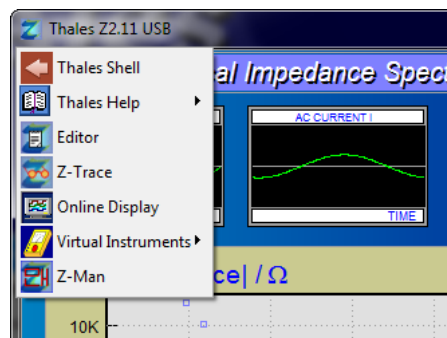 Thales Z2.11 USB
Thales Shell
al Impedance Spect
Thales Help
AC CURRENT I
Editor
Z-Trace
Online Display
TIME
Virtual Instruments
Z-Man
ce| / Ω
10K